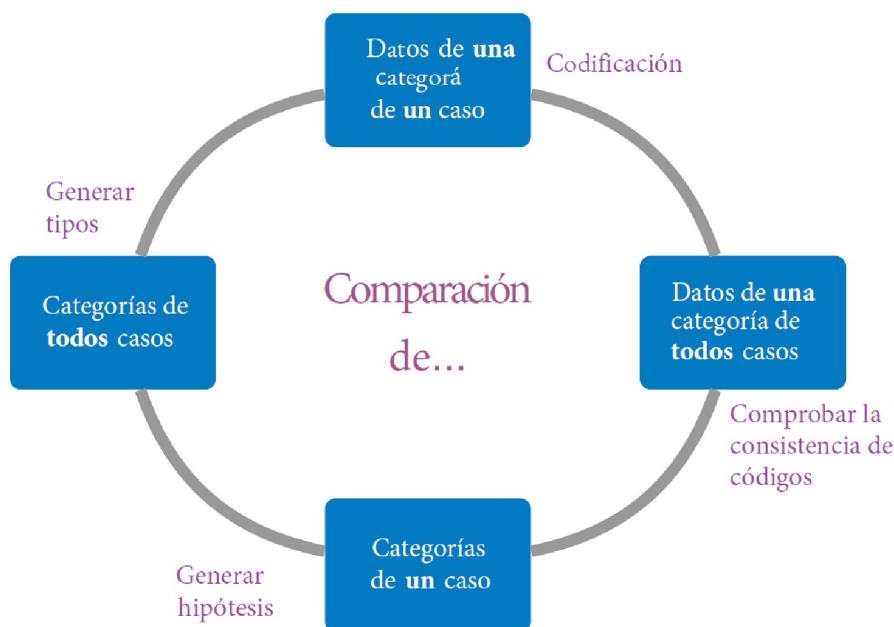 Datos de una
categorá
de un caso
Codificación
Generar
tipos
Categorías de
todos casos
Comparación
de...
Datos de una
categoría de
todos casos
Comprobar la
consistencia de
códigos
Categorías
de un caso
Generar
hipótesis